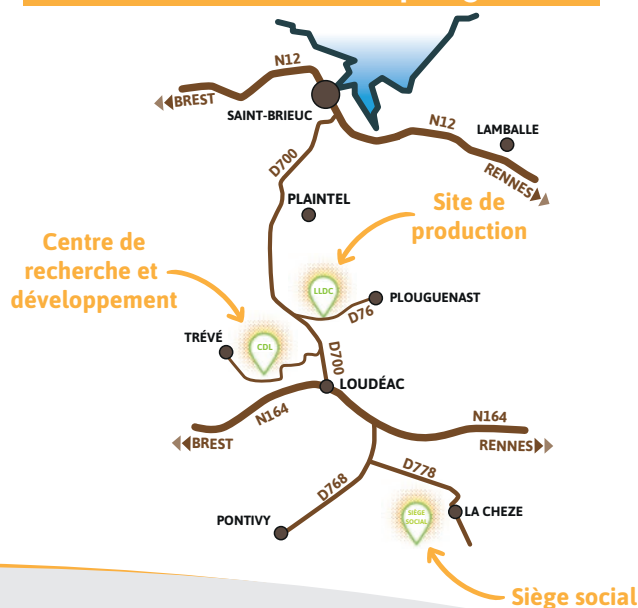 N12
BREST
SAINT-BRIEUC
N12
LAMBALLE
RENNES
D700
PLAINTEL
Site de
production
Centre de
recherche et
développement
LLDC
PLOUGUENAST
D76
TRÉVÉ
CDL
D700
LOUDÉAC
N164
N164
BREST
RENNES
D768
D778
PONTIVY
SIÈGE
SOCIAL
LA CHEZE
Siège social